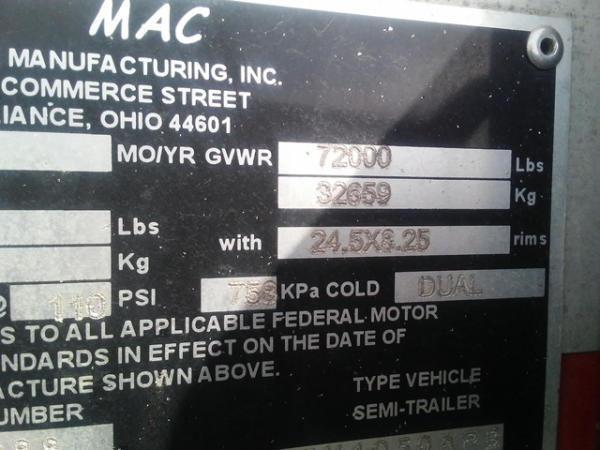 MAC
MANUFACTURING, INC.
COMMERCE STREET
LIANCE, OHIO 44601
MO/YR GVWR 72000 Lbs
32659 Kg
Lbs
with 24.5X8.25 rims
Kg
110 PSI 758 KPa COLD DUAL
S TO ALL APPLICABLE FEDERAL MOTOR
NDARDS IN EFFECT ON THE DATE OF
ACTURE SHOWN ABOVE.
UMBER
TYPE VEHICLE
SEMI-TRAILER